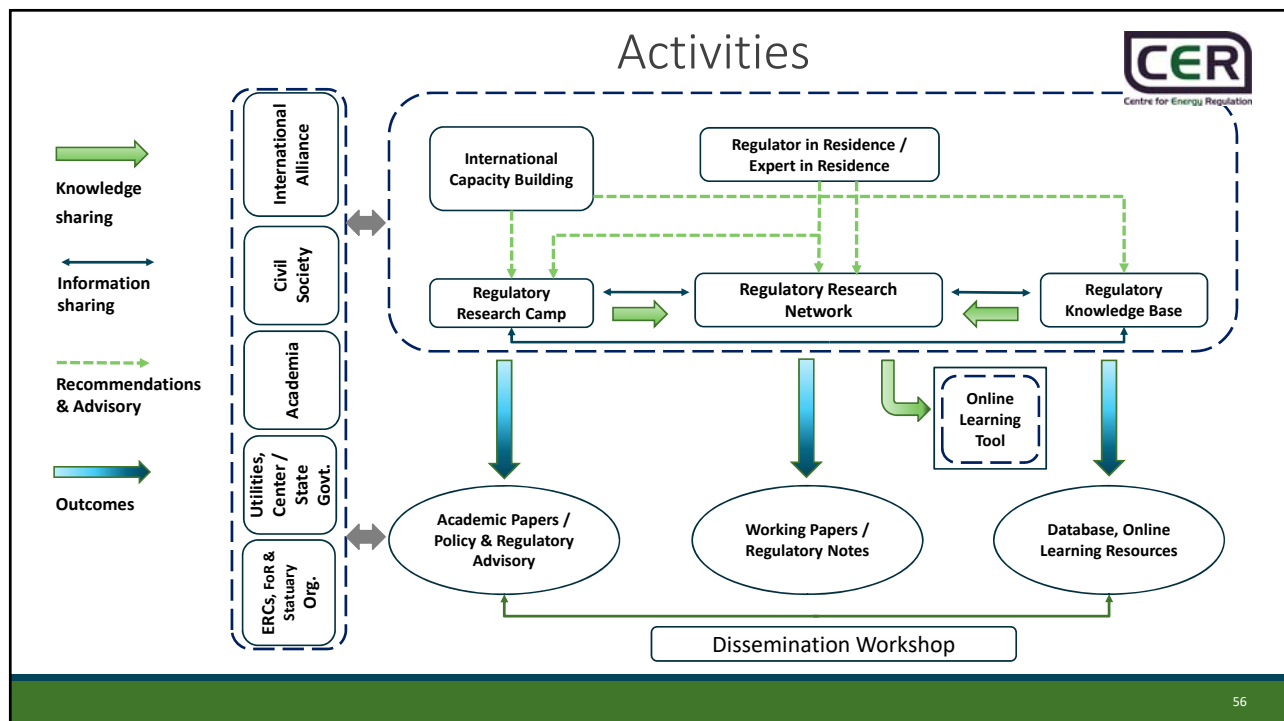 Activities
CER
Centre for Energy Regulation
Knowledge
sharing
Information
sharing
Recommendations
& Advisory
Outcomes
International
Alliance
Civil
Society
Academia
Utilities,
Center /
State
Govt.
ERCs, FoR &
Statuary
Org.
International
Capacity Building
Regulator in Residence /
Expert in Residence
Regulatory
Research Camp
Regulatory Research
Network
Regulatory
Knowledge Base
Online
Learning
Tool
Academic Papers /
Policy & Regulatory
Advisory
Working Papers /
Regulatory Notes
Database, Online
Learning Resources
Dissemination Workshop
56